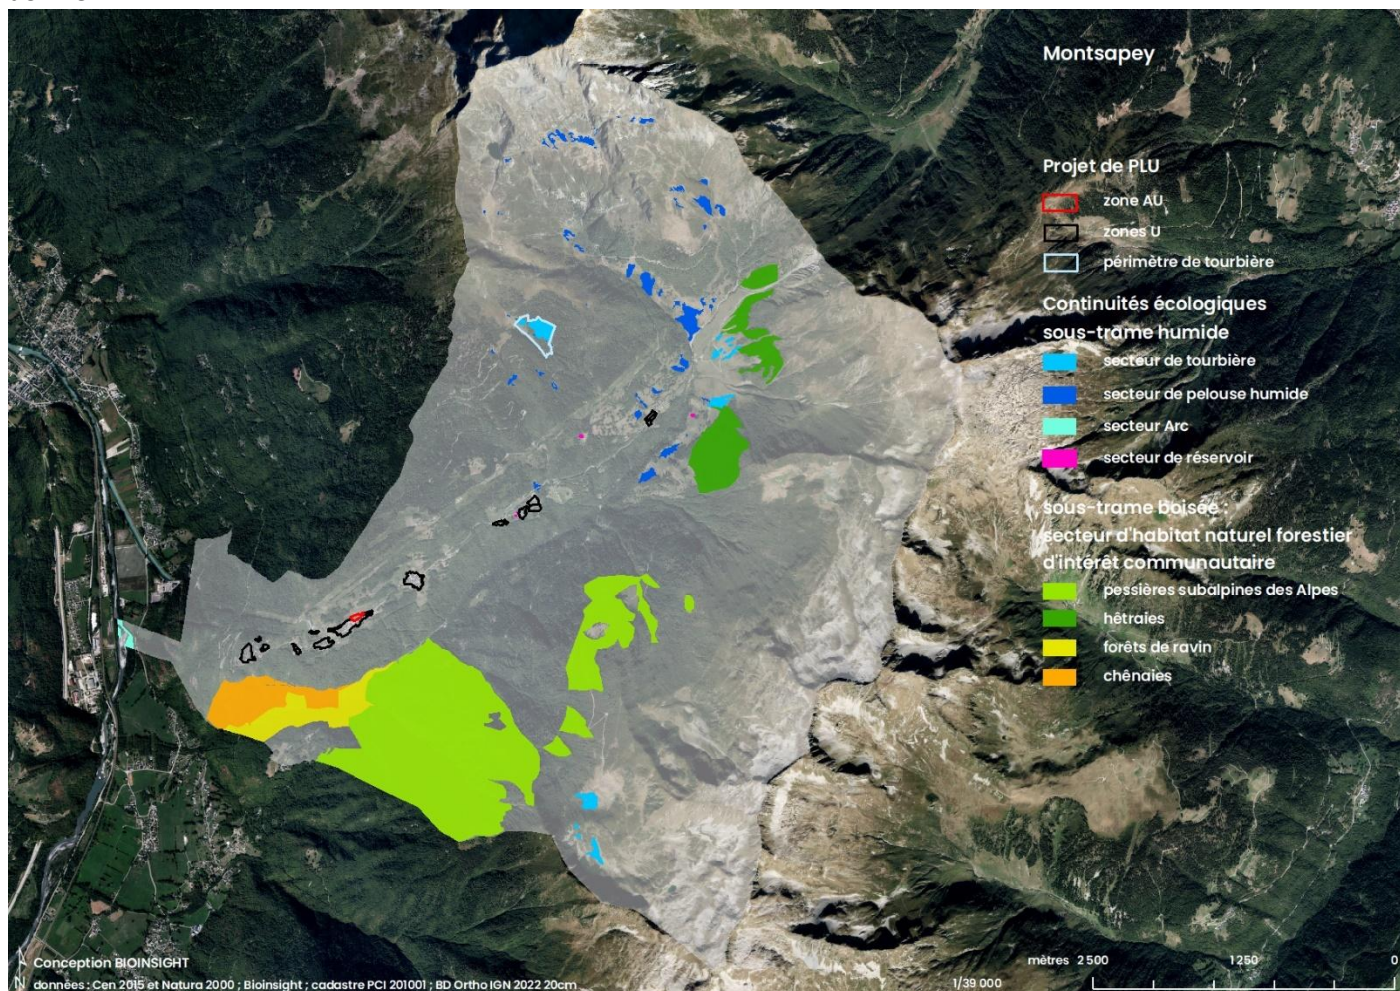 Montsapey
Projet de PLU
zone AU
zones U
périmètre de tourbière
Continuités écologiques
sous-trame humide
secteur de tourbière
secteur de pelouse humide
secteur Arc
secteur de réservoir
sous-trame boisée :
secteur d'habitat naturel forestier
d'intérêt communautaire
pessières subalpines des Alpes
hêtraies
forêts de ravin
chênaies
mètres 2 500 1 250 0
1/39 000
N
Conception BIOINSIGHT
données : Cen 2015 et Natura 2000 ; Bioinsight ; cadastre PCI 201001 ; BD Ortho IGN 2022 20cm